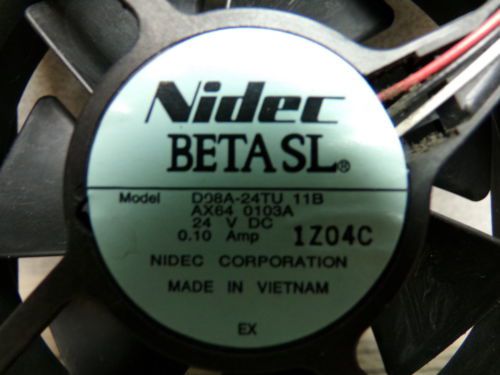 Nidec
BETA SL®
Model D08A-24TU 11B
AX64 0103A
24 V DC
0.10 Amp 1Z04C
NIDEC CORPORATION
MADE IN VIETNAM
EX